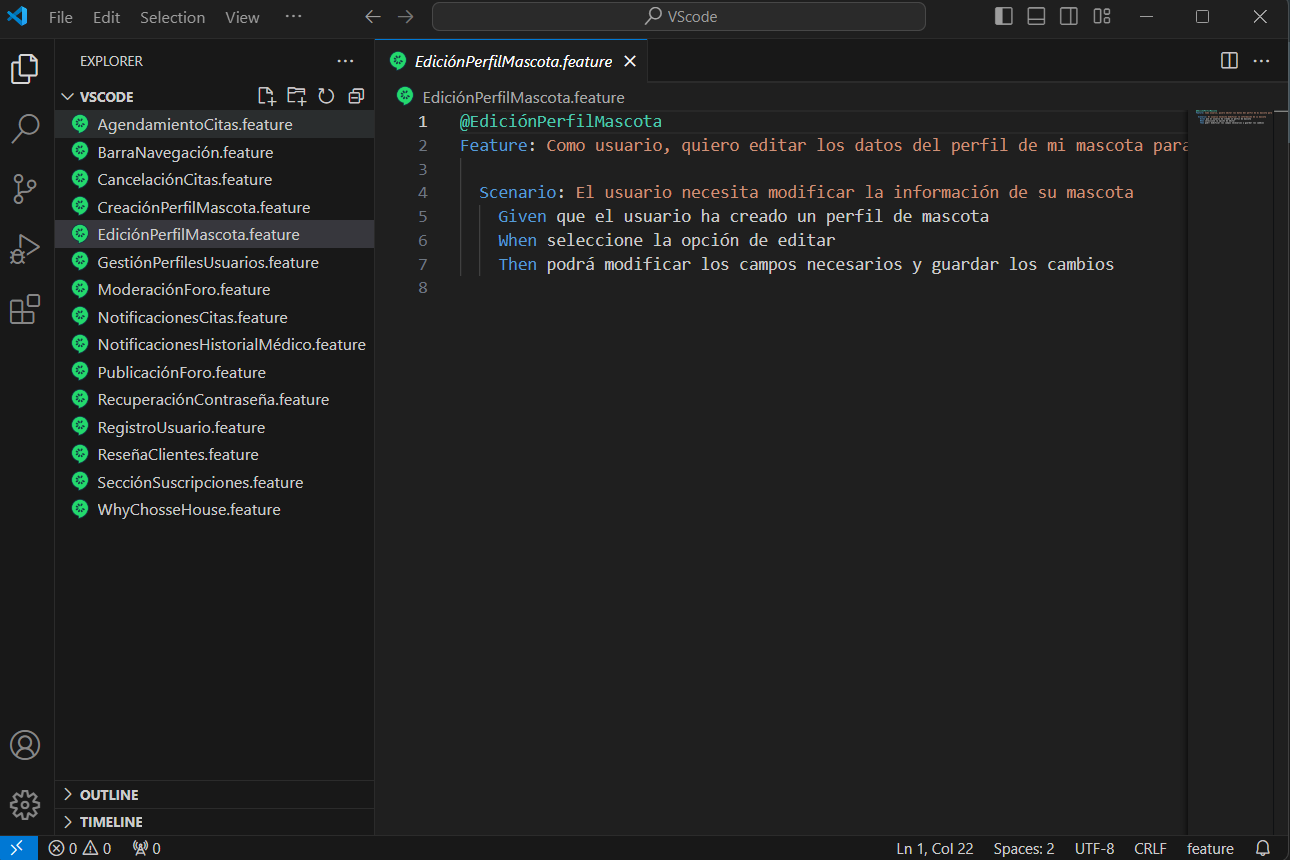 File Edit Selection View ···
VScode
EXPLORER ···
VSCODE
AgendamientoCitas.feature
BarraNavegación.feature
CancelaciónCitas.feature
CreaciónPerfilMascota.feature
EdiciónPerfilMascota.feature
GestiónPerfilesUsuarios.feature
ModeraciónForo.feature
NotificacionesCitas.feature
NotificacionesHistorialMédico.feature
PublicaciónForo.feature
RecuperaciónContraseña.feature
RegistroUsuario.feature
ReseñaClientes.feature
SecciónSuscripciones.feature
WhyChosseHouse.feature
OUTLINE
TIMELINE
EdiciónPerfilMascota.feature
EdiciónPerfilMascota.feature
1 @EdiciónPerfilMascota
2 Feature: Como usuario, quiero editar los datos del perfil de mi mascota para
3
4 Scenario: El usuario necesita modificar la información de su mascota
5 Given que el usuario ha creado un perfil de mascota
6 When seleccione la opción de editar
7 Then podrá modificar los campos necesarios y guardar los cambios
8
0 0 0 Ln 1, Col 22 Spaces: 2 UTF-8 CRLF feature